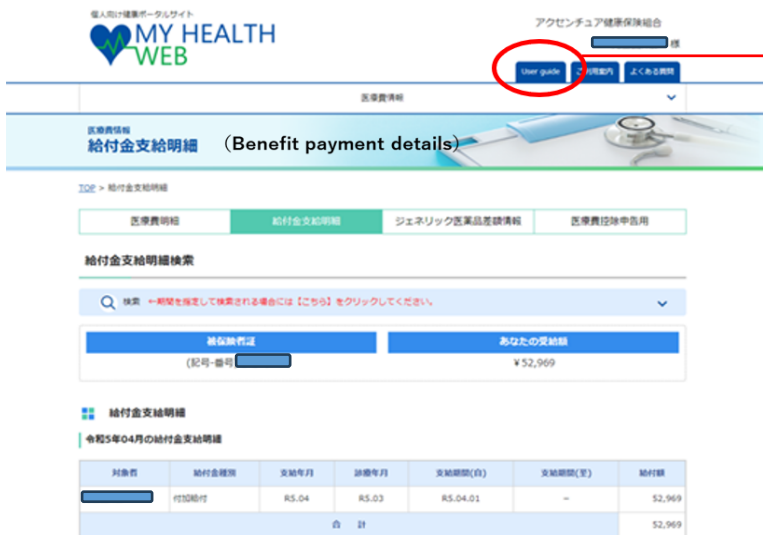 個人向け健康ポータルサイト
MY HEALTH WEB
アクセンチュア健康保険組合
様
User guide
ご利用案内
よくある質問
医療費情報
医療費情報
給付金支給明細 (Benefit payment details)
TOP > 給付金支給明細
医療費明細 給付金支給明細 ジェネリック医薬品差額情報 医療費控除申告用
給付金支給明細検索
検索 ←期間を指定して検索される場合には【こちら】をクリックしてください。
被保険者証 あなたの受給額
(記号-番号 ¥52,969
給付金支給明細
令和5年04月の給付金支給明細
対象者 給付金種別 支給年月 診療年月 支給期間(自) 支給期間(至) 給付額
付加給付 R5.04 R5.03 R5.04.01 - 52,969
合 計 52,969